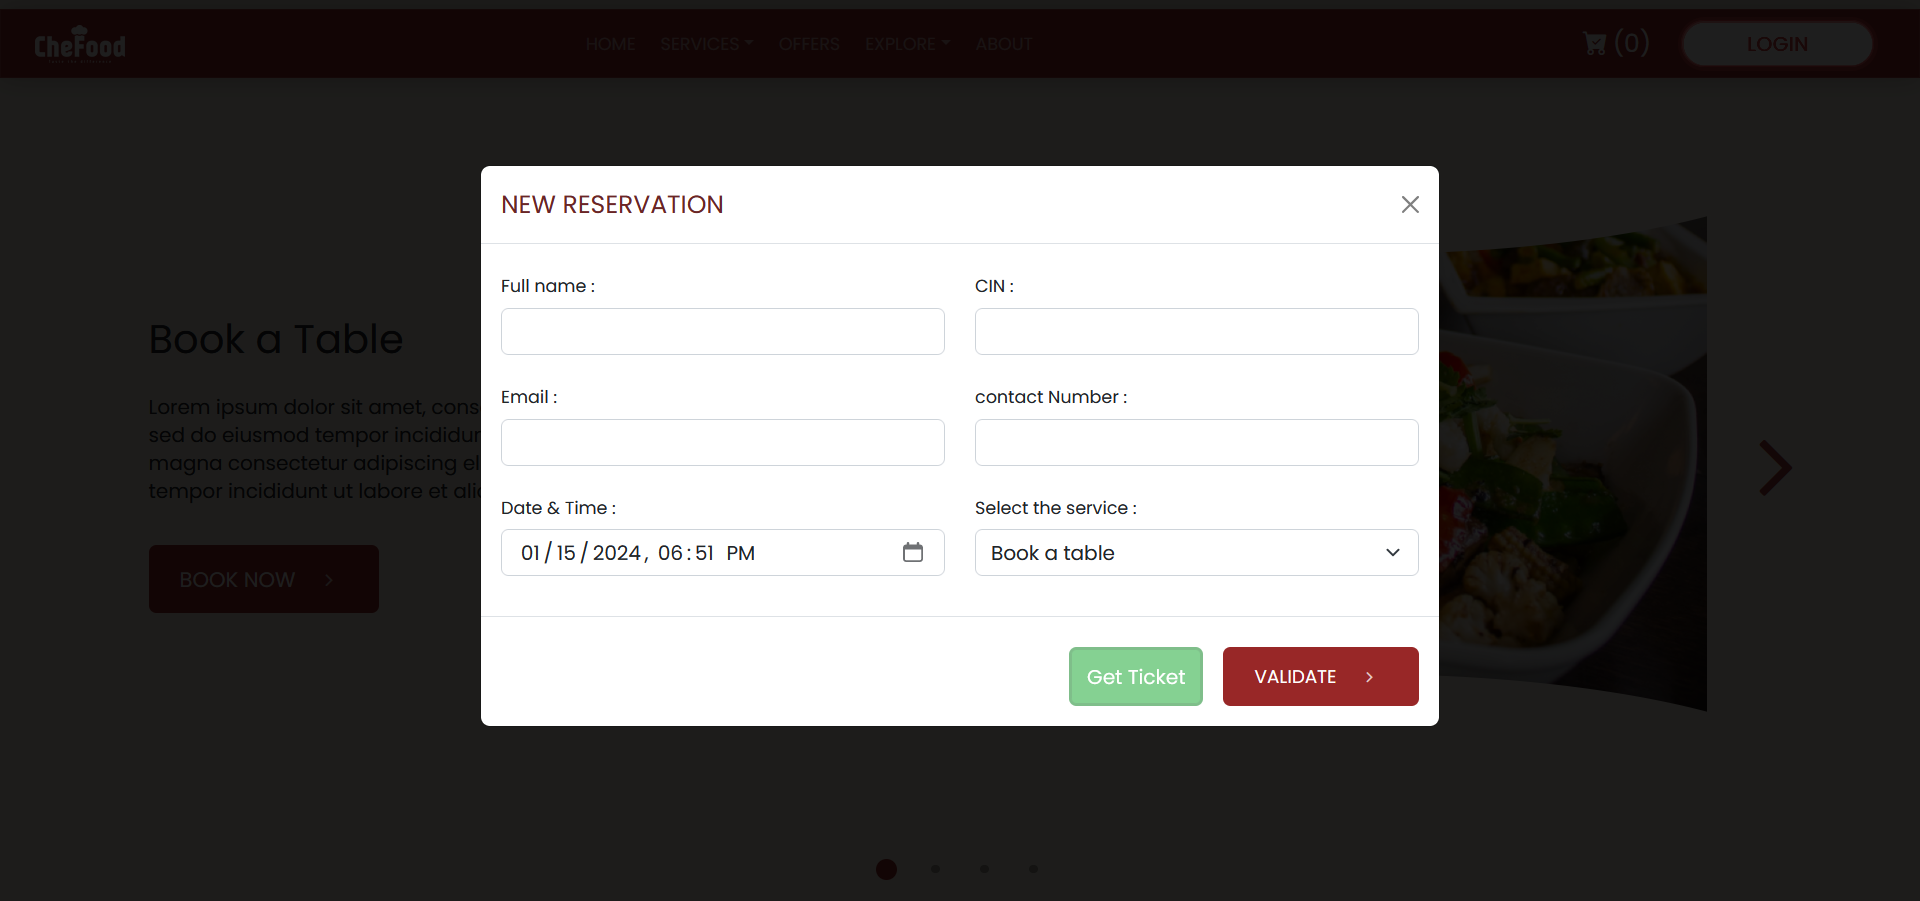 CheFood
HOME SERVICES OFFERS EXPLORE ABOUT
(0)
LOGIN
NEW RESERVATION
Full name :
CIN :
Email :
contact Number :
Date & Time :
01/15/2024, 06:51 PM
Select the service :
Book a table
Get Ticket
VALIDATE
Book a Table
Lorem ipsum dolor sit amet, cons
sed do eiusmod tempor incididun
magna consectetur adipiscing el
tempor incididunt ut labore et aliq
BOOK NOW